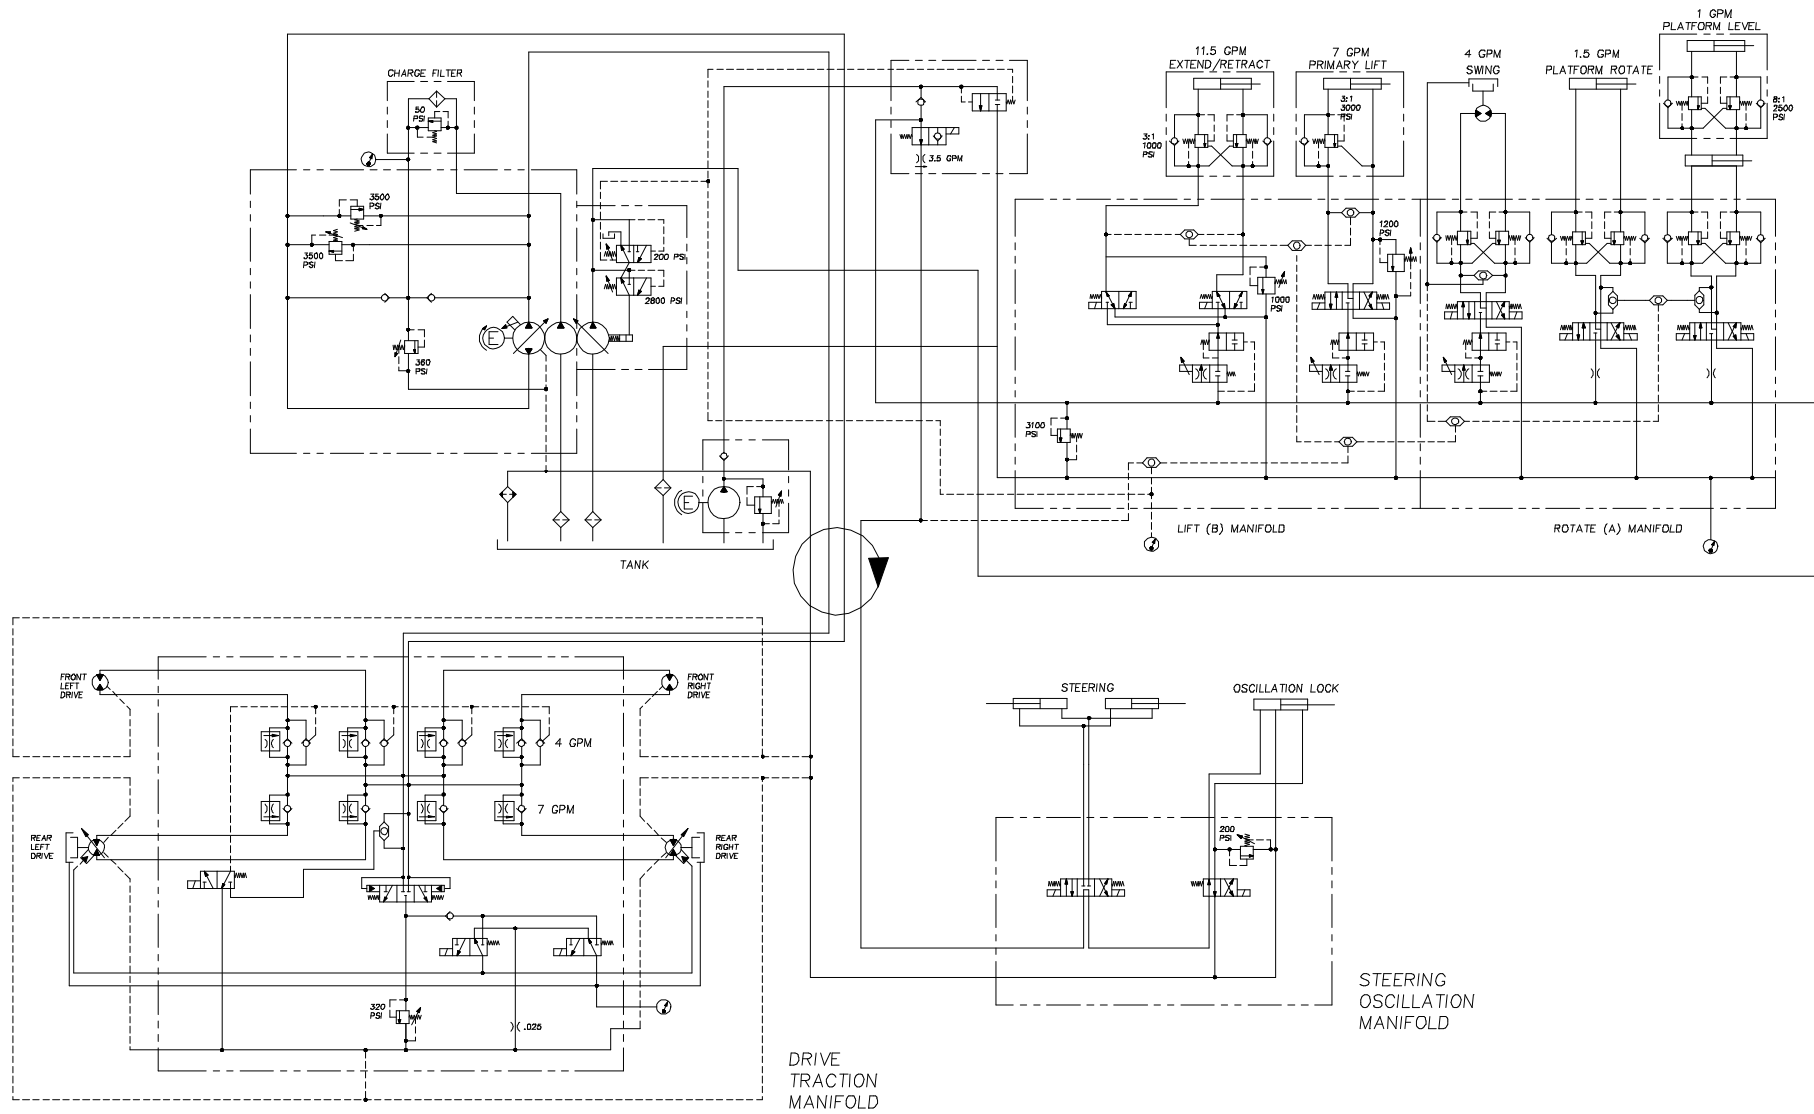 1 GPM
PLATFORM LEVEL
11.5 GPM
EXTEND/RETRACT
7 GPM
PRIMARY LIFT
4 GPM
SWING
1.5 GPM
PLATFORM ROTATE
CHARGE FILTER
50
PSI
3:1
3000
PSI
8:1
2500
PSI
3:1
1000
PSI
3.5 GPM
3500
PSI
3500
PSI
200 PSI
2800 PSI
1200
PSI
1000
PSI
E
360
PSI
3100
PSI
E
LIFT (B) MANIFOLD
ROTATE (A) MANIFOLD
TANK
FRONT
LEFT
DRIVE
FRONT
RIGHT
DRIVE
STEERING
OSCILLATION LOCK
4 GPM
7 GPM
REAR
LEFT
DRIVE
REAR
RIGHT
DRIVE
200
PSI
320
PSI
.025
STEERING
OSCILLATION
MANIFOLD
DRIVE
TRACTION
MANIFOLD